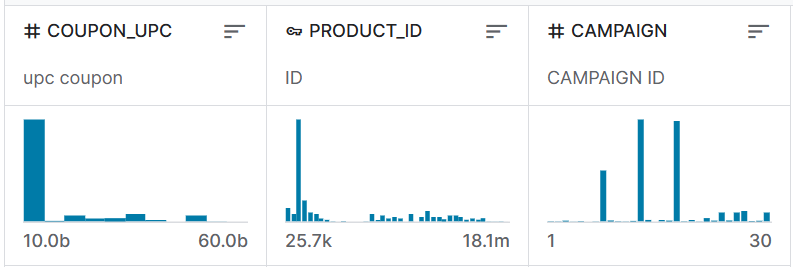 # COUPON_UPC
PRODUCT_ID
# CAMPAIGN
upc coupon
ID
CAMPAIGN ID
10.0b 60.0b
25.7k 18.1m
1 30